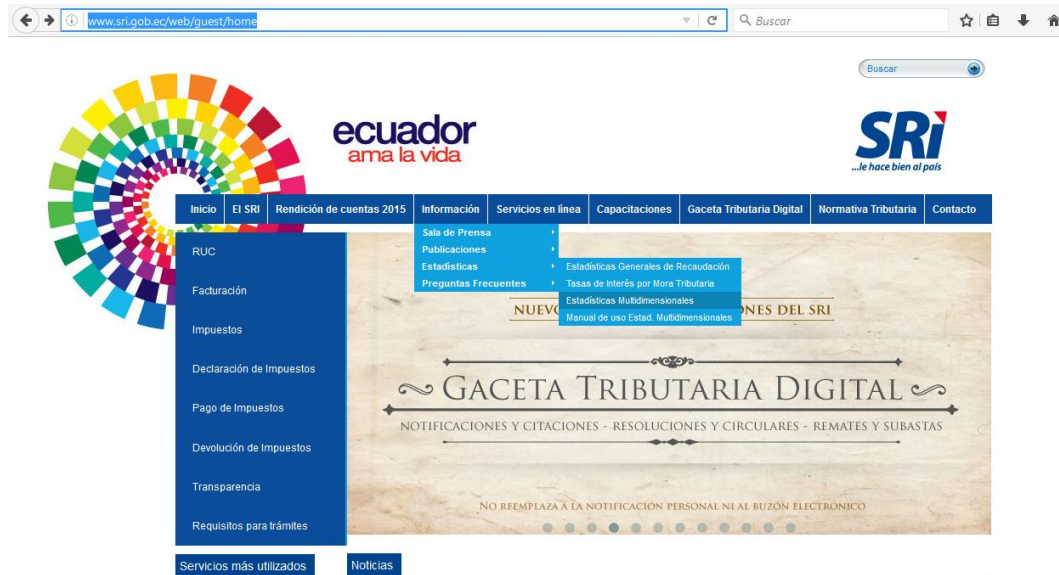 www.sri.gob.ec/web/guest/home
Buscar
Buscar
ecuador
ama la vida
SRi
...le hace bien al país
Inicio El SRI Rendición de cuentas 2015 Información Servicios en línea Capacitaciones Gaceta Tributaria Digital Normativa Tributaria Contacto
Sala de Prensa
Publicaciones
Estadísticas
Preguntas Frecuentes
Estadísticas Generales de Recaudación
Tasas de Interés por Mora Tributaria
Estadísticas Multidimensionales
Manual de uso Estad. Multidimensionales
RUC
Facturación
Impuestos
Declaración de Impuestos
Pago de Impuestos
Devolución de Impuestos
Transparencia
Requisitos para trámites
DEL SRI
GACETA TRIBUTARIA DIGITAL
NOTIFICACIONES Y CITACIONES - RESOLUCIONES Y CIRCULARES - REMATES Y SUBASTAS
NO REEMPLAZA A LA NOTIFICACIÓN PERSONAL NI AL BUZÓN ELECTRÓNICO
Servicios más utilizados
Noticias